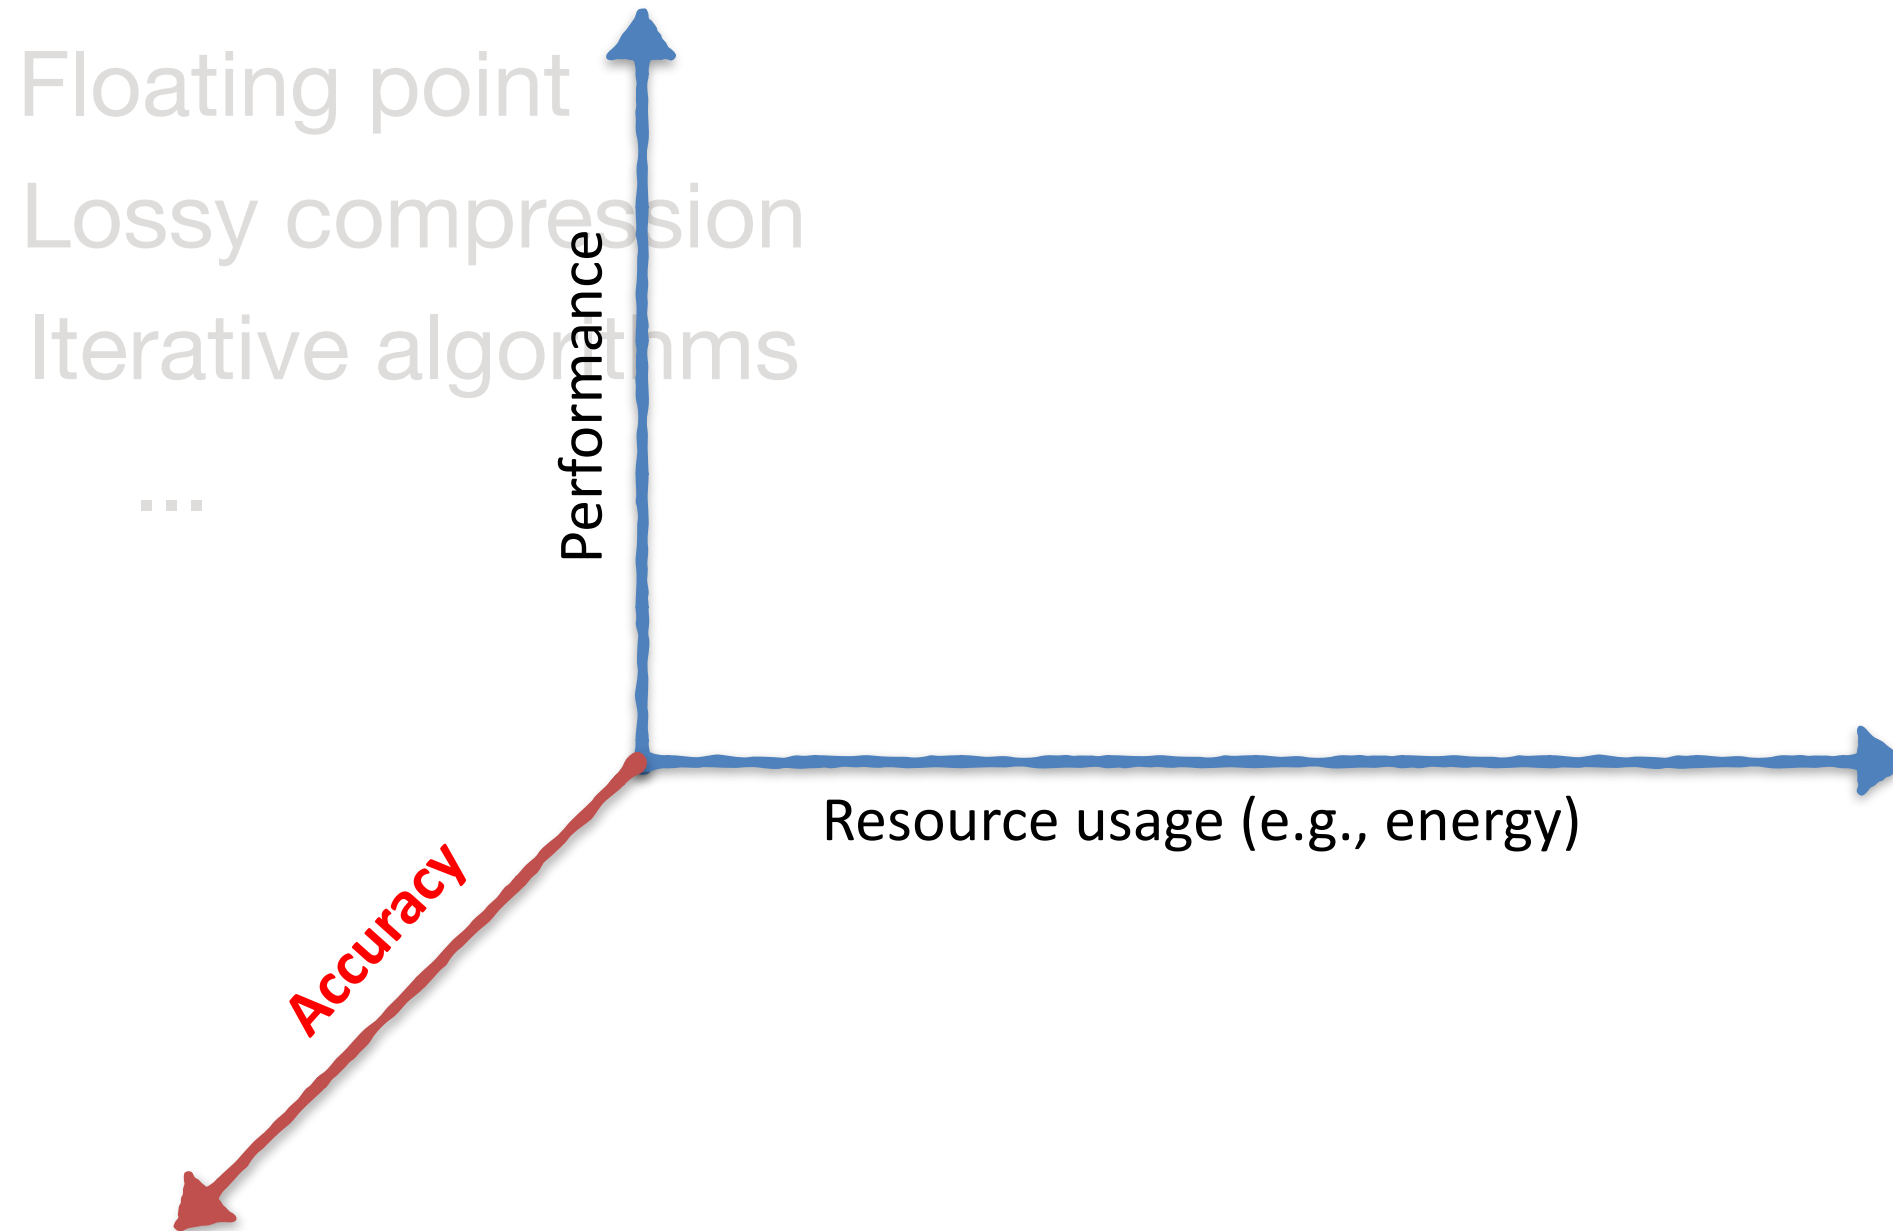 Floating point
Lossy compression
Iterative algorithms
...
Performance
Resource usage (e.g., energy)
Accuracy